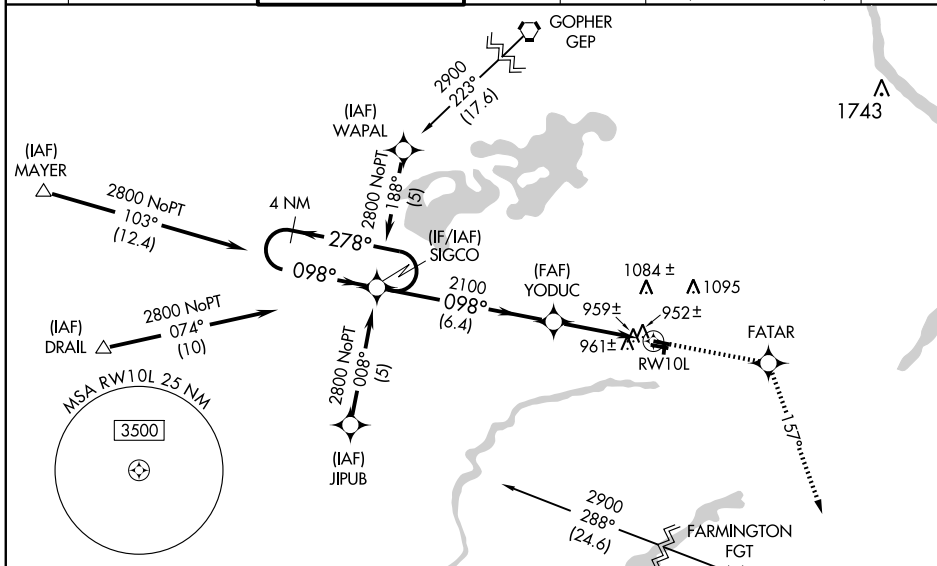 GOPHER
GEP
2900
223°
(17.6)
1743
(IAF)
WAPAL
(IAF)
MAYER
2800 NoPT
103°
(12.4)
2800 NoPT
188°
(5)
4 NM
278°
(IF/IAF)
SIGCO
098°
2100
098°
(6.4)
(FAF)
YODUC
1084 ±
1095
959±
952±
961±
RW10L
FATAR
(IAF)
DRAIL
2800 NoPT
074°
(10)
2800 NoPT
008°
(5)
(IAF)
JIPUB
MSA RW10L 25 NM
3500
157°
2900
288°
(24.6)
FARMINGTON
FGT